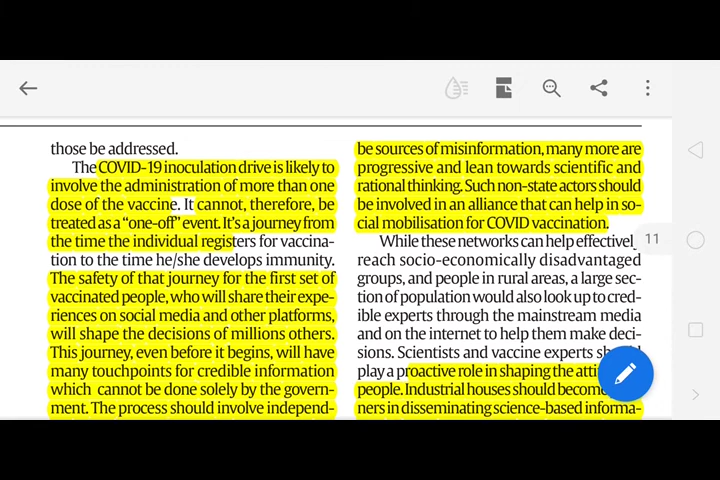 those be addressed.
The COVID-19 inoculation drive is likely to
involve the administration of more than one
dose of the vaccine. It cannot, therefore, be
treated as a “one-off” event. It’s a journey from
the time the individual registers for vaccina-
tion to the time he/she develops immunity.
The safety of that journey for the first set of
vaccinated people, who will share their expe-
riences on social media and other platforms,
will shape the decisions of millions others.
This journey, even before it begins, will have
many touchpoints for credible information
which cannot be done solely by the govern-
ment. The process should involve independ-
be sources of misinformation, many more are
progressive and lean towards scientific and
rational thinking. Such non-state actors should
be involved in an alliance that can help in so-
cial mobilisation for COVID vaccination.
While these networks can help effectively
reach socio-economically disadvantaged
groups, and people in rural areas, a large sec-
tion of population would also look up to cred-
ible experts through the mainstream media
and on the internet to help them make deci-
sions. Scientists and vaccine experts
play a proactive role in shaping the
people. Industrial houses should become
ners in disseminating science-based informa-
11